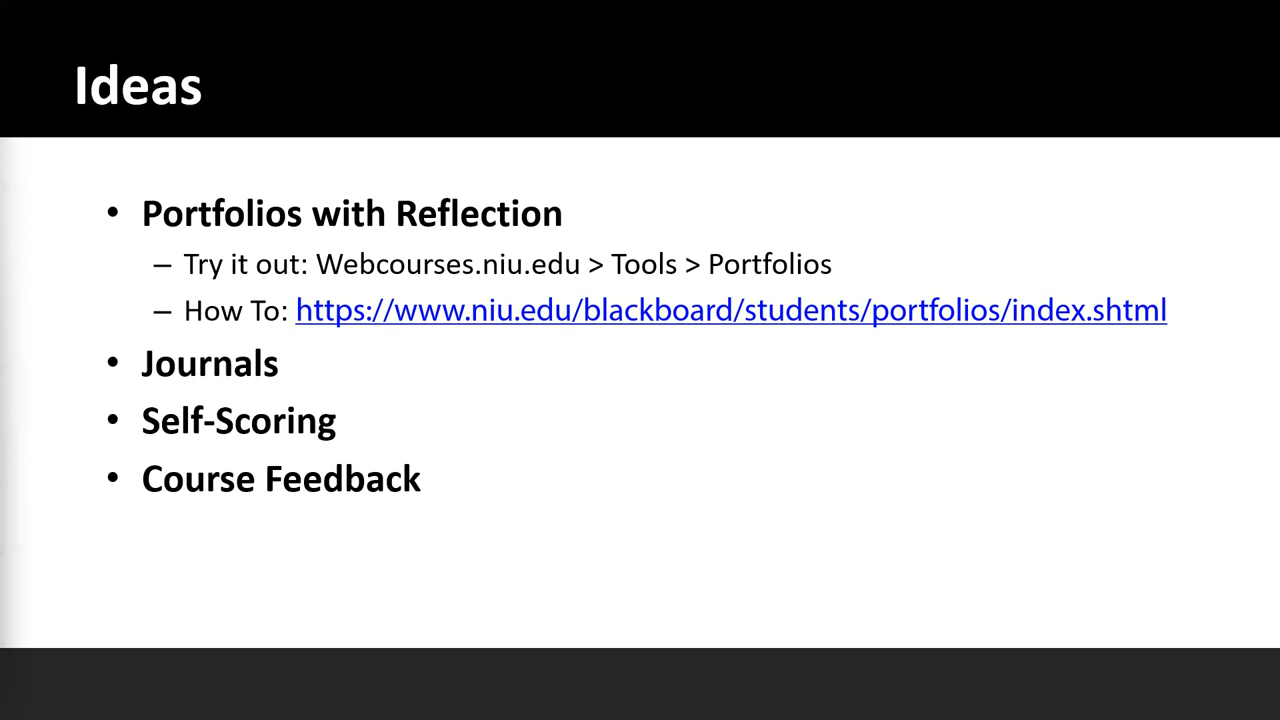 Ideas
• Portfolios with Reflection
– Try it out: Webcourses.niu.edu > Tools > Portfolios
– How To: https://www.niu.edu/blackboard/students/portfolios/index.shtml
• Journals
• Self-Scoring
• Course Feedback